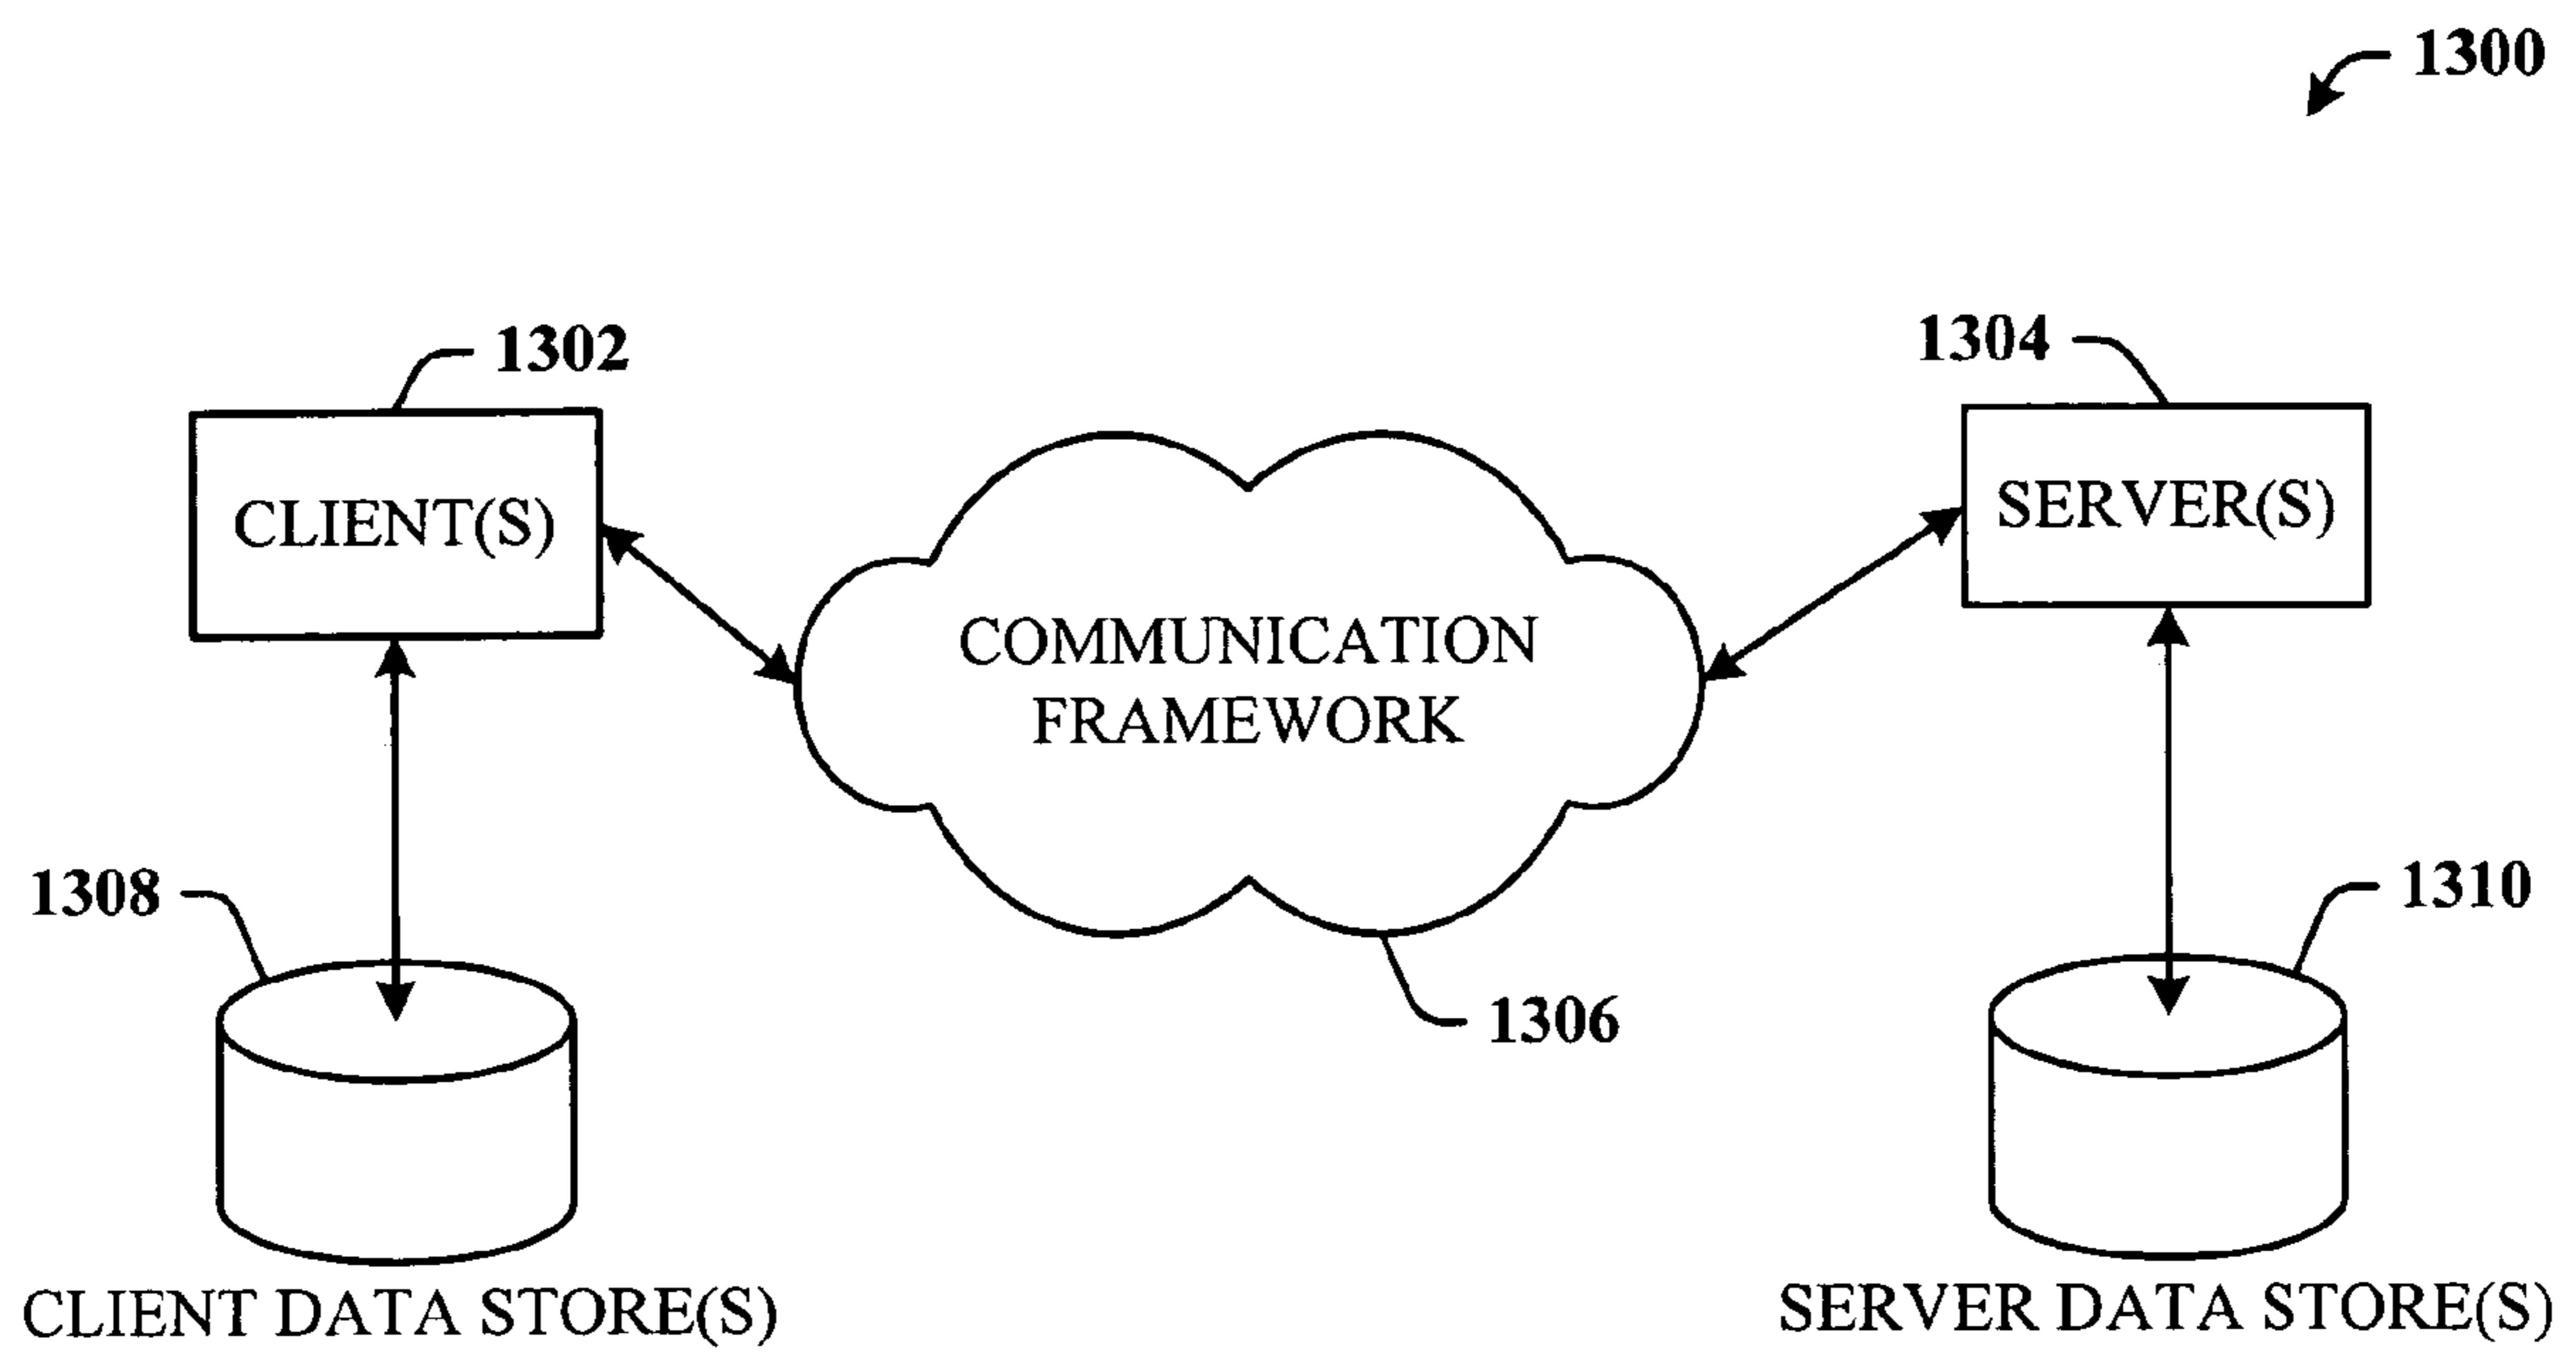 1300
1302
1304
CLIENT(S)
SERVER(S)
COMMUNICATION
FRAMEWORK
1308
1310
1306
CLIENT DATA STORE(S)
SERVER DATA STORE(S)